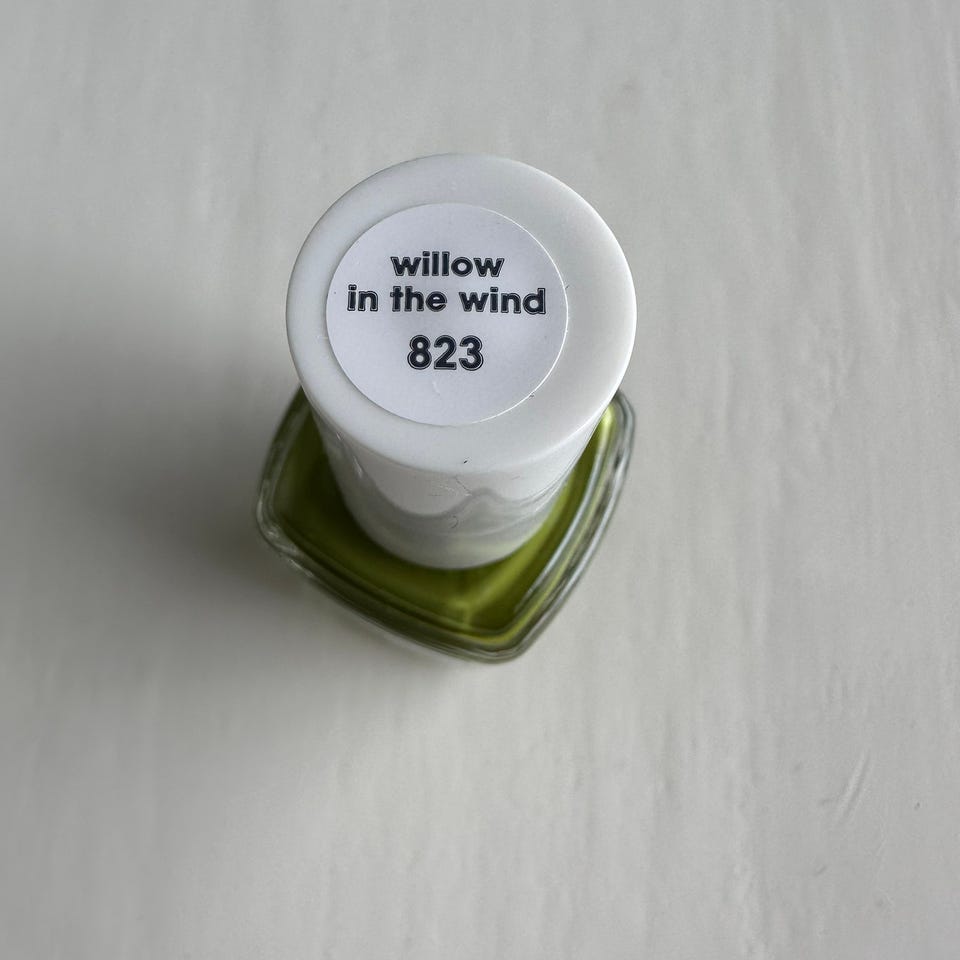 willow
in the wind
823